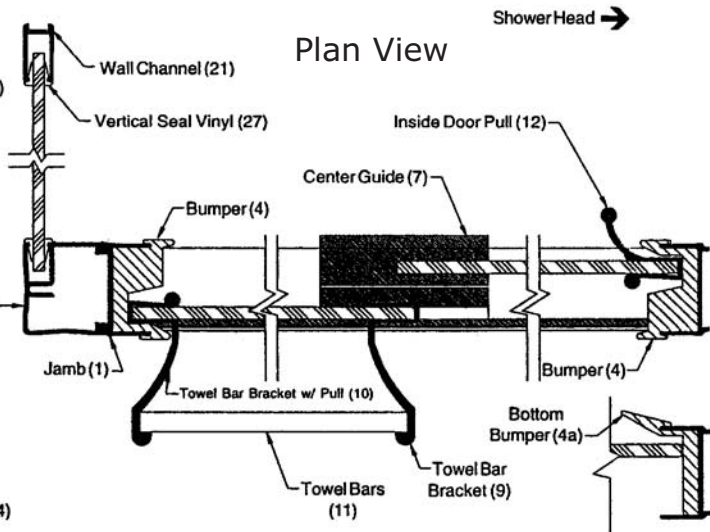 Shower Head
Plan View
Wall Channel (21)
)
Vertical Seal Vinyl (27)
Inside Door Pull (12)
Center Guide (7)
Bumper (4)
Jamb (1)
Towel Bar Bracket w/ Pull (10)
Bumper (4)
Bottom
Bumper (4a)
Towel Bar
Bracket (9)
Towel Bars
(11)
4)